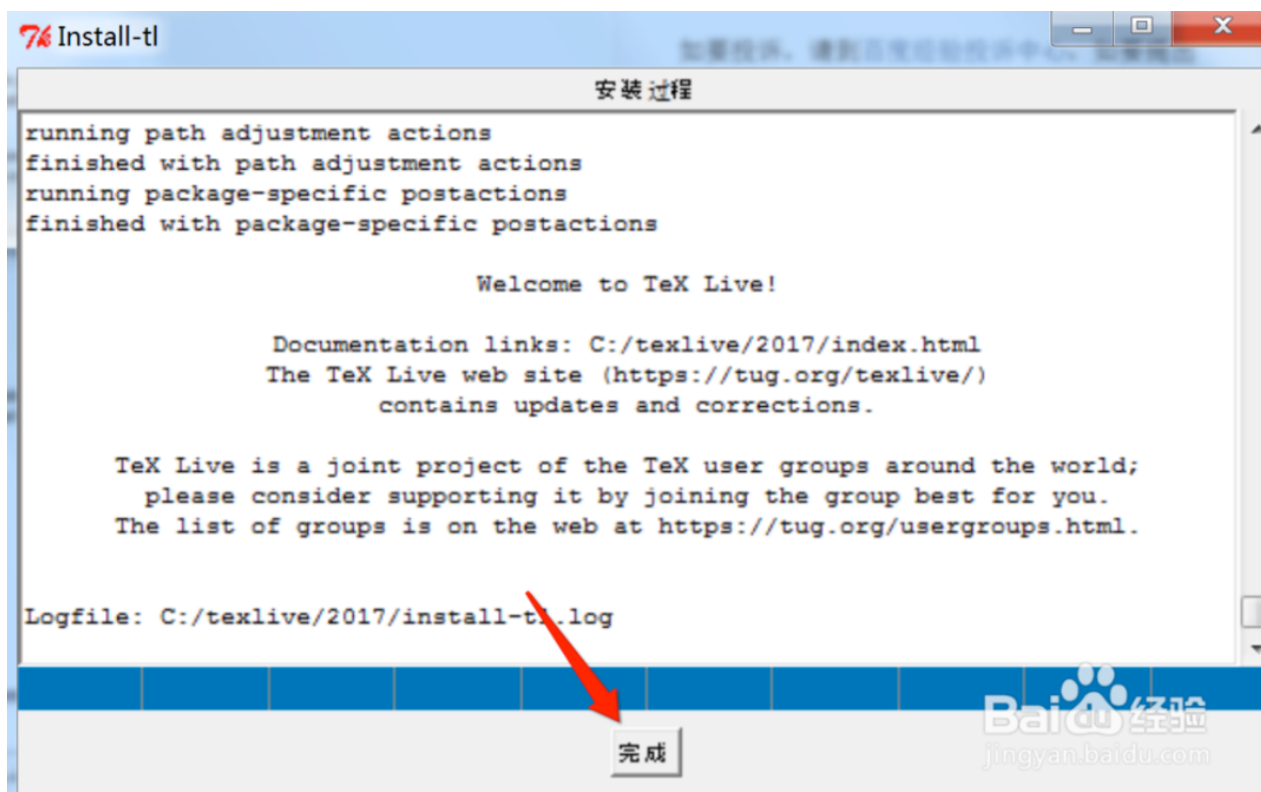 Install-tl
安装过程
running path adjustment actions
finished with path adjustment actions
running package-specific postactions
finished with package-specific postactions
Welcome to TeX Live!
Documentation links: C:/texlive/2017/index.html
The TeX Live web site (https://tug.org/texlive/)
contains updates and corrections.
TeX Live is a joint project of the TeX user groups around the world;
please consider supporting it by joining the group best for you.
The list of groups is on the web at https://tug.org/usergroups.html.
Logfile: C:/texlive/2017/install-tl.log
完成
Baidu 经验
jingyan.baidu.com